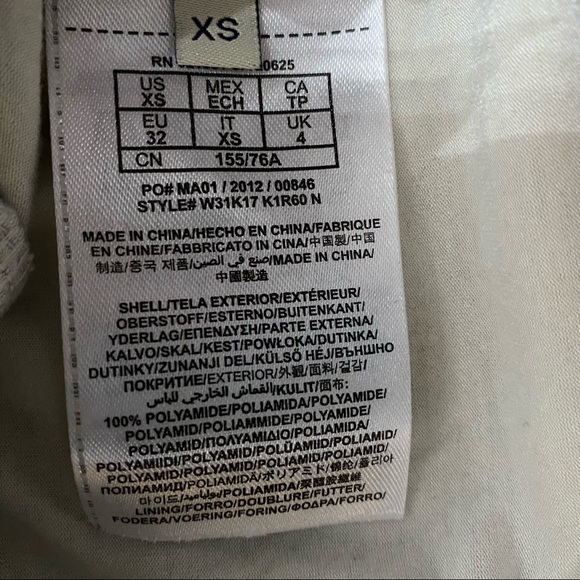 XS
RN 0625
US MEX CA
XS ECH TP
EU IT UK
32 XS 4
CN 155/76A
PO# MA01 / 2012 / 00846
STYLE# W31K17 K1R60 N
MADE IN CHINA/HECHO EN CHINA/FABRIQUE
EN CHINE/FABBRICATO IN CINA/中国製/中国
制造/중국 제품/صنع في الصين/MADE IN CHINA/
中國製造
SHELL/TELA EXTERIOR/EXTÉRIEUR/
OBERSTOFF/ESTERNO/BUITENKANT/
YDERLAG/ΕΠΕΝΔΥΣΗ/PARTE EXTERNA/
KALVO/SKAL/KEST/POWŁOKA/DUTINKA/
DUTINKY/ZUNANJI DEL/KÜLSŐ HÉJ/ВЪНШНО
ПОКРИТИЕ/EXTERIOR/外観/面料/겉감/
القماش الخارجي للباس/KULIT/面布:
100% POLYAMIDE/POLIAMIDA/POLYAMIDE/
POLYAMID/POLIAMMIDE/POLYAMIDE/
POLYAMID/ΠΟΛΥΑΜΙΔΙΟ/POLIAMIDA/
POLYAMIIDI/POLYAMID/POLÜAMIID/POLIAMID/
POLYAMID/POLYAMID/POLIAMID/POLIAMID/
ПОЛИАМИД/POLIAMIDA/ポリアミド/锦纶/폴리아
마이드/بولياميد/POLIAMIDA/聚醯胺纖維
LINING/FORRO/DOUBLURE/FUTTER/
FODERA/VOERING/FORING/ΦΟΔΡΑ/FORRO/